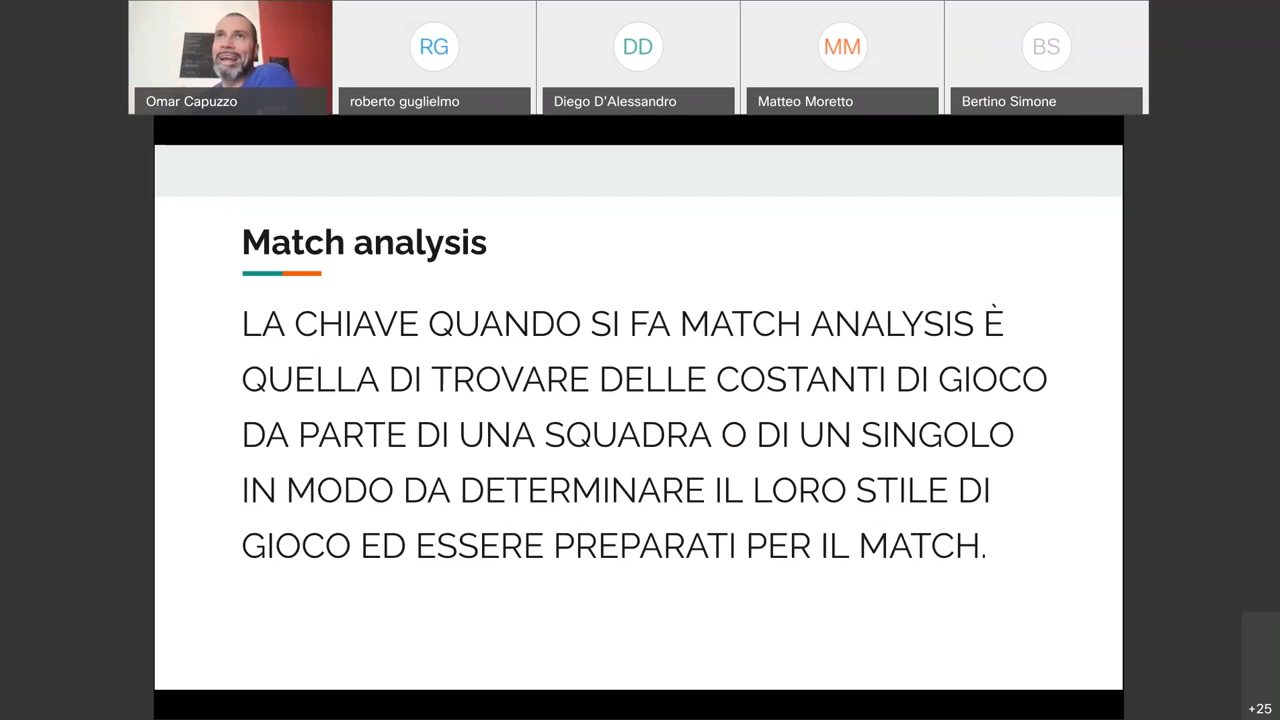 RG
DD
MM
BS
Omar Capuzzo
roberto guglielmo
Diego D'Alessandro
Matteo Moretto
Bertino Simone
Match analysis
LA CHIAVE QUANDO SI FA MATCH ANALYSIS È
QUELLA DI TROVARE DELLE COSTANTI DI GIOCO
DA PARTE DI UNA SQUADRA O DI UN SINGOLO
IN MODO DA DETERMINARE IL LORO STILE DI
GIOCO ED ESSERE PREPARATI PER IL MATCH.
+25